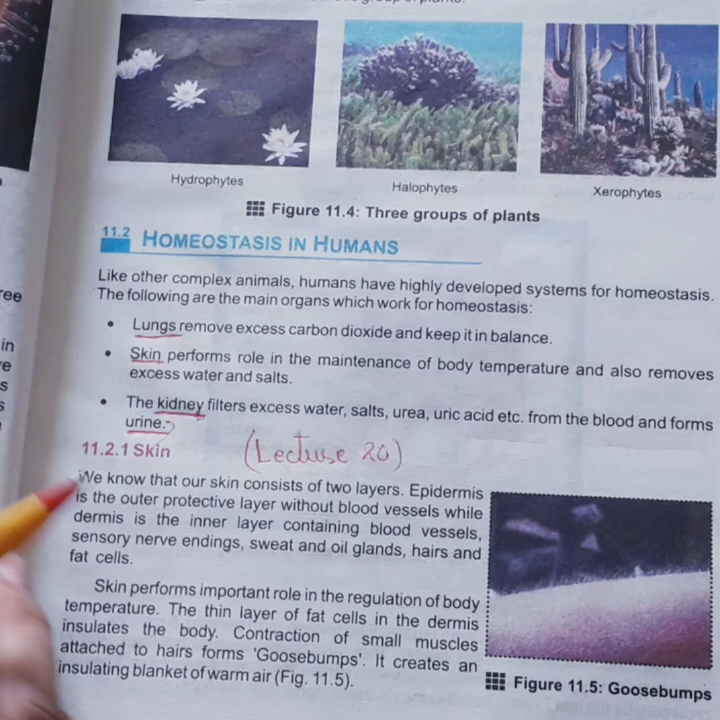 Hydrophytes
Halophytes
Xerophytes
Figure 11.4: Three groups of plants
11.2 HOMEOSTASIS IN HUMANS
Like other complex animals, humans have highly developed systems for homeostasis.
The following are the main organs which work for homeostasis:
• Lungs remove excess carbon dioxide and keep it in balance.
• Skin performs role in the maintenance of body temperature and also removes
excess water and salts.
• The kidney filters excess water, salts, urea, uric acid etc. from the blood and forms
urine.
11.2.1 Skin (Lectuse 20)
We know that our skin consists of two layers. Epidermis
is the outer protective layer without blood vessels while
dermis is the inner layer containing blood vessels,
sensory nerve endings, sweat and oil glands, hairs and
fat cells.
Skin performs important role in the regulation of body
temperature. The thin layer of fat cells in the dermis
insulates the body. Contraction of small muscles
attached to hairs forms 'Goosebumps'. It creates an
insulating blanket of warm air (Fig. 11.5).
Figure 11.5: Goosebumps